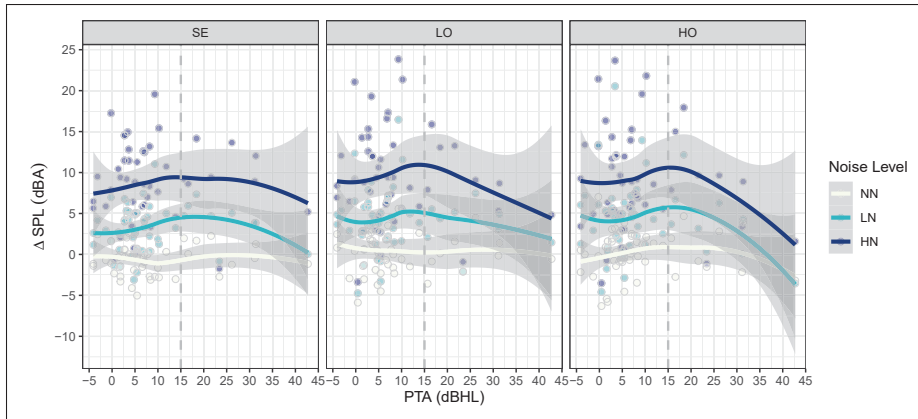 SE LO HO
25
20
15
10
5
0
−5
−10
Δ SPL (dBA)
−5 0 5 10 15 20 25 30 35 40 45 −5 0 5 10 15 20 25 30 35 40 45 −5 0 5 10 15 20 25 30 35 40 45
PTA (dBHL)
Noise Level
NN
LN
HN